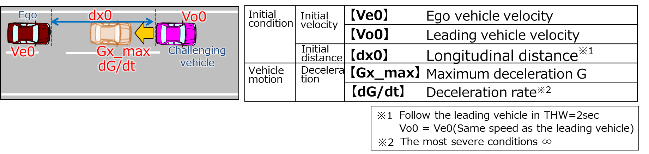 Ego
dx0
Vo0
Ve0
Gx_max
dG/dt
Challenging
vehicle
Initial
condition
Initial
velocity
【Ve0】 Ego vehicle velocity
【Vo0】 Leading vehicle velocity
Initial
distance
【dx0】 Longitudinal distance※1
Vehicle
motion
Decelera
tion
【Gx_max】 Maximum deceleration G
【dG/dt】 Deceleration rate※2
※1 Follow the leading vehicle in THW=2sec
Vo0 = Ve0(Same speed as the leading vehicle)
※2 The most severe conditions ∞